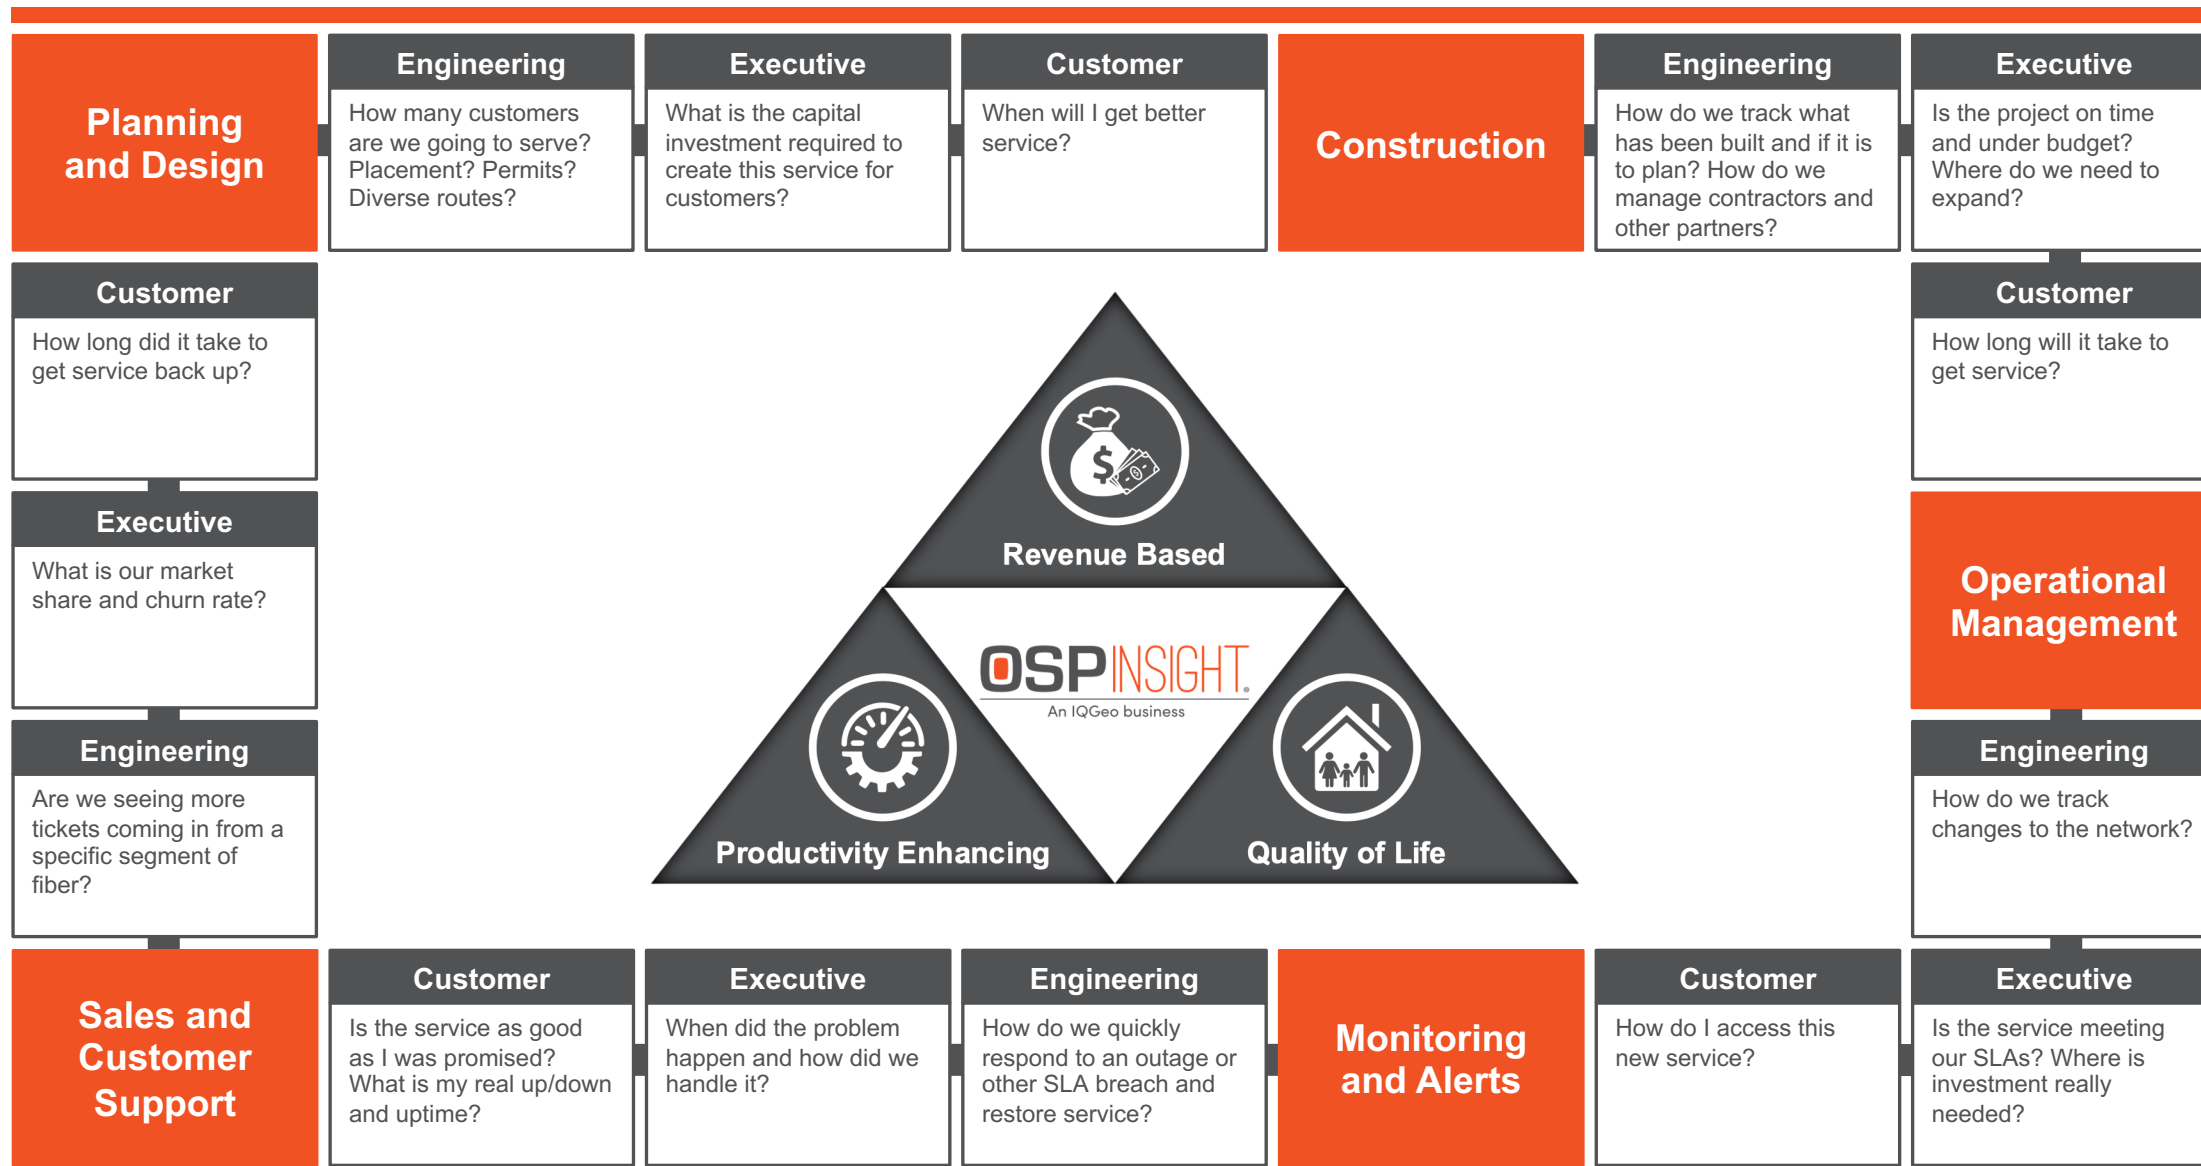 Planning
and Design
Engineering
How many customers
are we going to serve?
Placement? Permits?
Diverse routes?
Executive
What is the capital
investment required to
create this service for
customers?
Customer
When will I get better
service?
Construction
Engineering
How do we track what
has been built and if it is
to plan? How do we
manage contractors and
other partners?
Executive
Is the project on time
and under budget?
Where do we need to
expand?
Customer
How long will it take to
get service?
Operational
Management
Engineering
How do we track
changes to the network?
Executive
Is the service meeting
our SLAs? Where is
investment really
needed?
Customer
How do I access this
new service?
Monitoring
and Alerts
Engineering
How do we quickly
respond to an outage or
other SLA breach and
restore service?
Executive
When did the problem
happen and how did we
handle it?
Customer
Is the service as good
as I was promised?
What is my real up/down
and uptime?
Sales and
Customer
Support
Engineering
Are we seeing more
tickets coming in from a
specific segment of
fiber?
Executive
What is our market
share and churn rate?
Customer
How long did it take to
get service back up?
$
Revenue Based
OSPINSIGHT®
An IQGeo business
Productivity Enhancing
Quality of Life